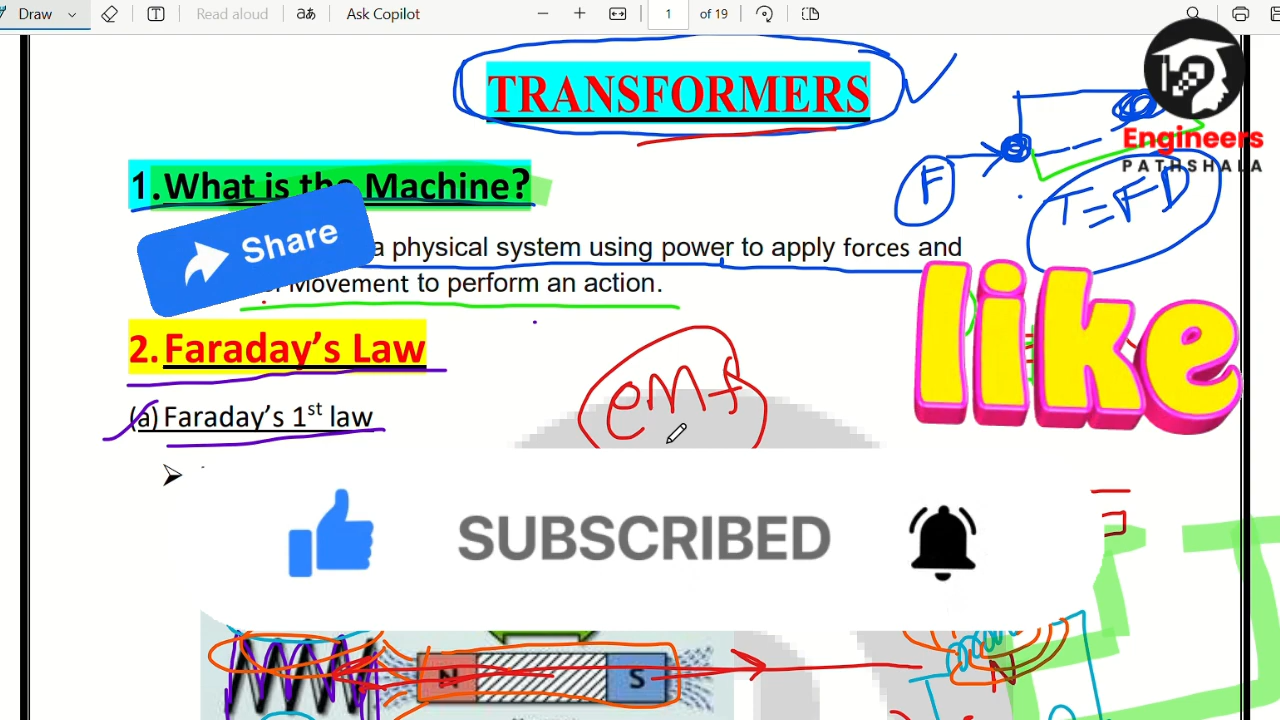 Draw
Read aloud
aあ
Ask Copilot
1 of 19
TRANSFORMERS
Engineers
PATHSHALA
F
T=FD
1.What is the Machine?
Share
a physical system using power to apply forces and
Movement to perform an action.
like
2.Faraday's Law
emf
(a) Faraday's 1st law
SUBSCRIBED
N
S
N